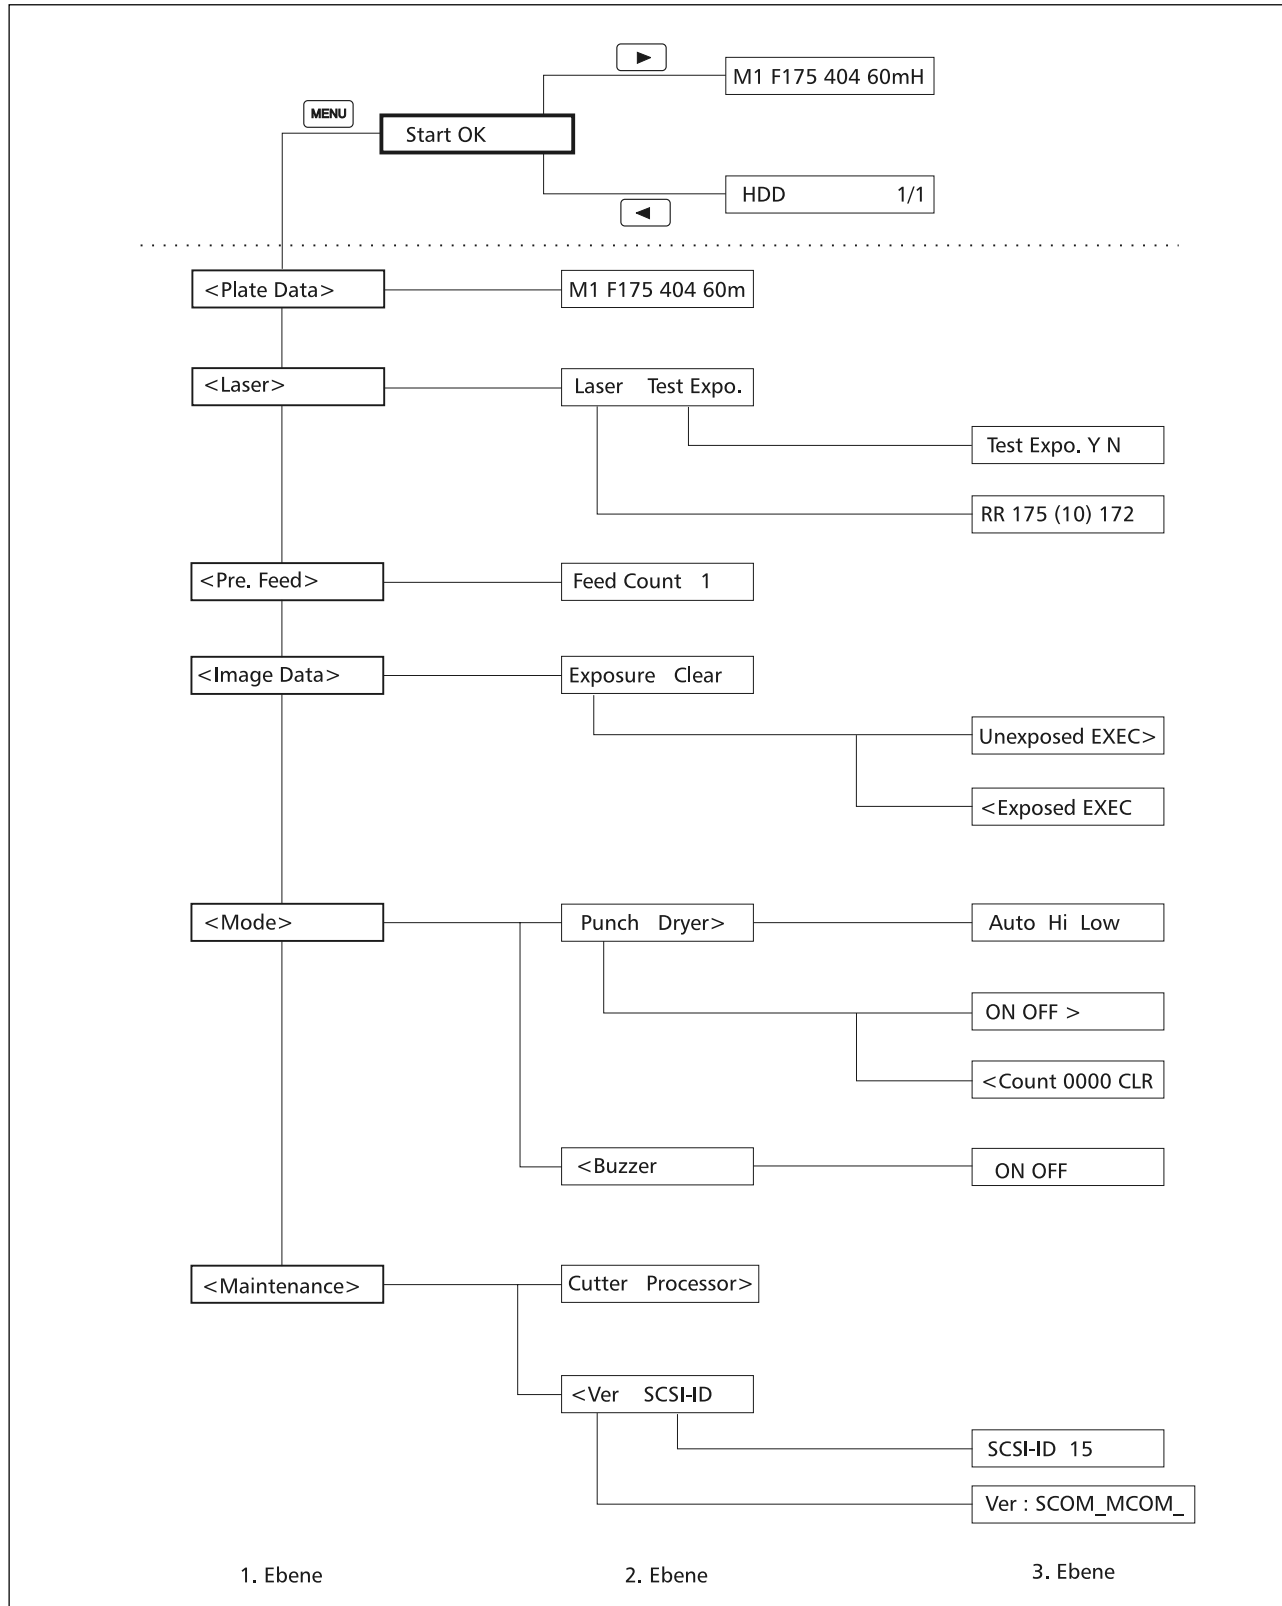 M1 F175 404 60mH
MENU
Start OK
HDD 1/1
<Plate Data> M1 F175 404 60m
<Laser> Laser Test Expo.
Test Expo. Y N
RR 175 (10) 172
<Pre. Feed> Feed Count 1
<Image Data> Exposure Clear
Unexposed EXEC>
<Exposed EXEC
<Mode> Punch Dryer> Auto Hi Low
ON OFF >
<Count 0000 CLR
<Buzzer ON OFF
<Maintenance> Cutter Processor>
<Ver SCSI-ID
SCSI-ID 15
Ver : SCOM_MCOM_
1. Ebene 2. Ebene 3. Ebene